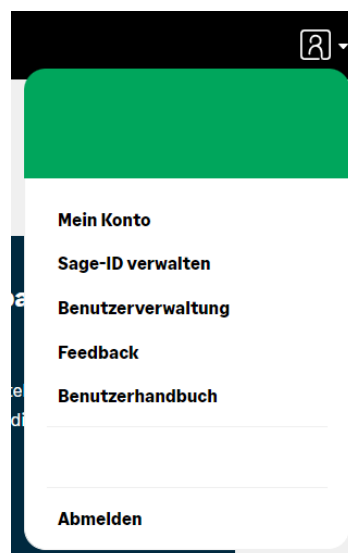 Mein Konto
Sage-ID verwalten
Benutzerverwaltung
Feedback
Benutzerhandbuch
Abmelden